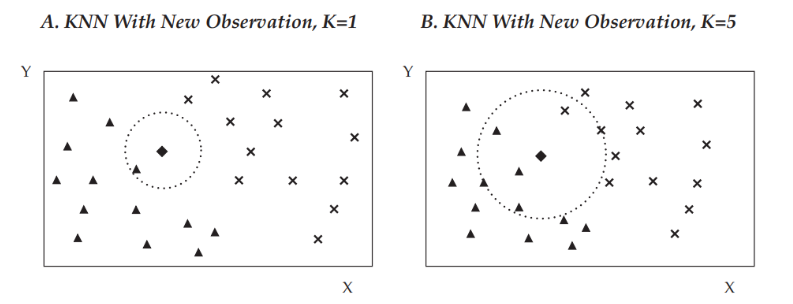 A. KNN With New Observation, K=1
B. KNN With New Observation, K=5
Y
Y
X
X